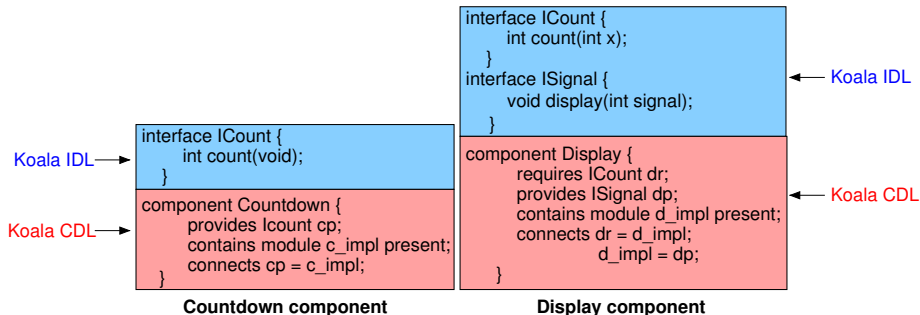 interface ICount {
int count(int x);
}
interface ISignal {
void display(int signal);
}
Koala IDL
component Display {
requires ICount dr;
provides ISignal dp;
contains module d_impl present;
connects dr = d_impl;
d_impl = dp;
}
Koala CDL
Display component
interface ICount {
int count(void);
}
Koala IDL
component Countdown {
provides Icount cp;
contains module c_impl present;
connects cp = c_impl;
}
Koala CDL
Countdown component